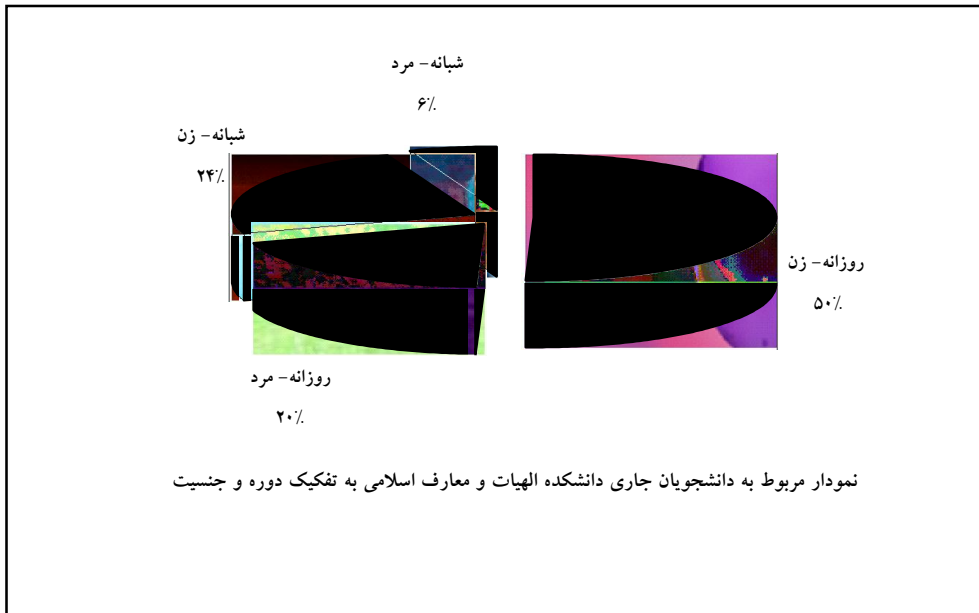 شبانه- مرد
۶٪
شبانه- زن
۲۴٪
روزانه- زن
۵۰٪
روزانه- مرد
۲۰٪
نمودار مربوط به دانشجویان جاری دانشکده الهیات و معارف اسلامی به تفکیک دوره و جنسیت